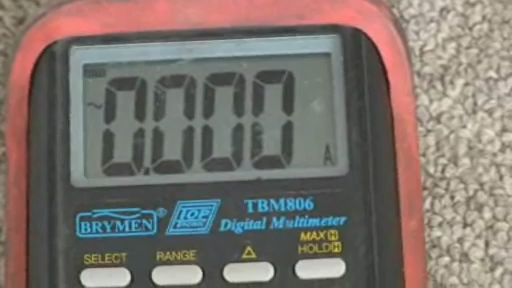 ~ 0.000 A
BRYMEN® TOP TBM806
Digital Multimeter
SELECT RANGE Δ MAX H
HOLD H